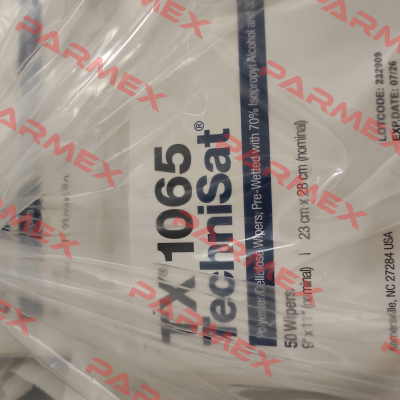 TX® 1065
TechniSat®
Polyester Cellulose Wipers, Pre-Wetted with 70% Isopropyl Alcohol and
50 Wipers
9" x 11" (nominal) I 23 cm x 28 cm (nominal)
LOTCODE: 232909
EXP.DATE: 07/26
Kernersville, NC 27284 USA
PARMEX
PARMEX
PARMEX
PARMEX
PARMEX
PARMEX
PARMEX